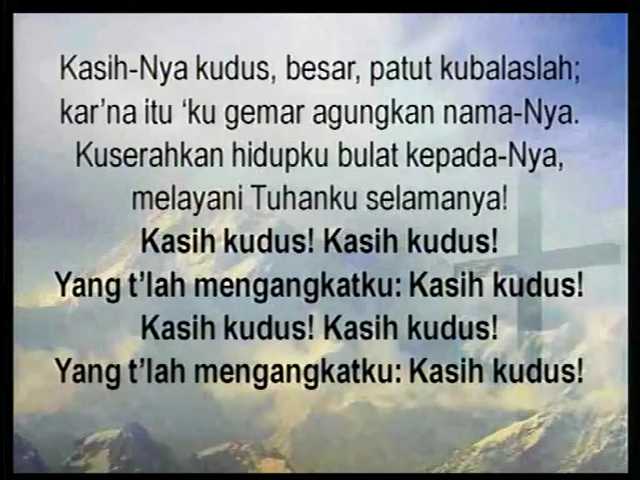 Kasih-Nya kudus, besar, patut kubalaslah;
kar’na itu ‘ku gemar agungkan nama-Nya.
Kuserahkan hidupku bulat kepada-Nya,
melayani Tuhanku selamanya!
Kasih kudus! Kasih kudus!
Yang t’lah mengangkatku: Kasih kudus!
Kasih kudus! Kasih kudus!
Yang t’lah mengangkatku: Kasih kudus!